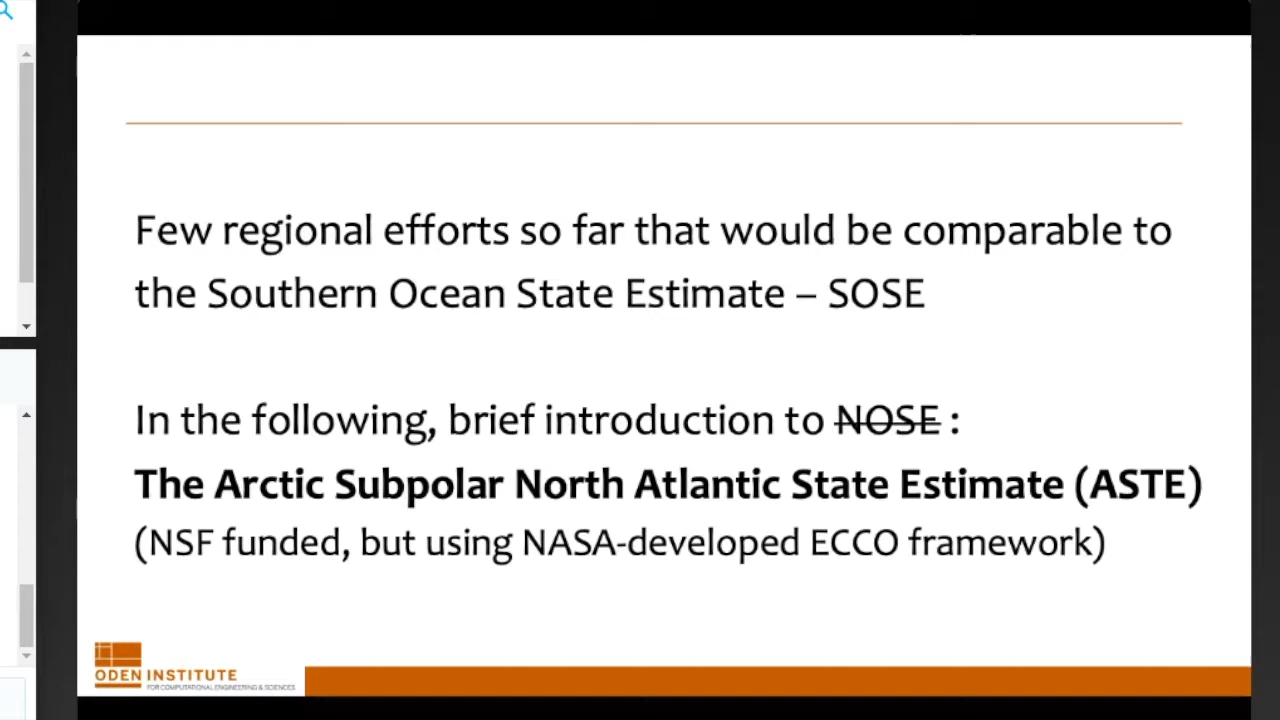 Few regional efforts so far that would be comparable to
the Southern Ocean State Estimate – SOSE
In the following, brief introduction to NOSE :
The Arctic Subpolar North Atlantic State Estimate (ASTE)
(NSF funded, but using NASA-developed ECCO framework)
ODEN INSTITUTE
FOR COMPUTATIONAL ENGINEERING & SCIENCES